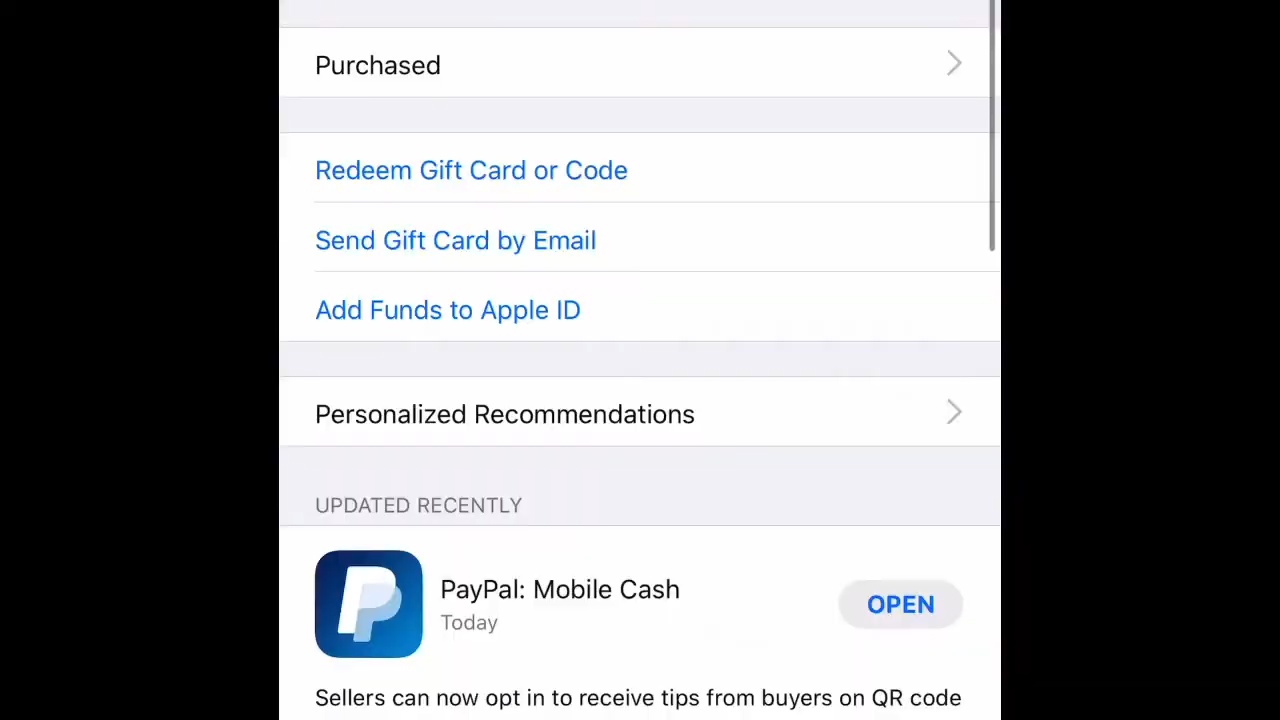 Purchased
Redeem Gift Card or Code
Send Gift Card by Email
Add Funds to Apple ID
Personalized Recommendations
UPDATED RECENTLY
PayPal: Mobile Cash
Today
OPEN
Sellers can now opt in to receive tips from buyers on QR code